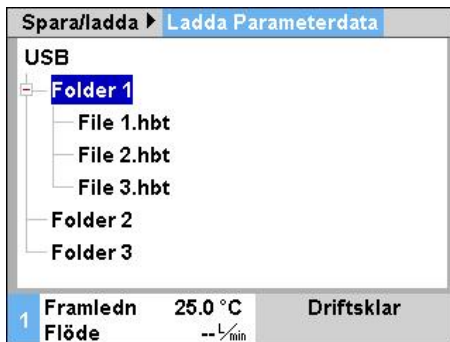 Spara/ladda ▶ Ladda Parameterdata
USB
Folder 1
File 1.hbt
File 2.hbt
File 3.hbt
Folder 2
Folder 3
1 Framledn 25.0 °C Driftsklar
Flöde -- L/min